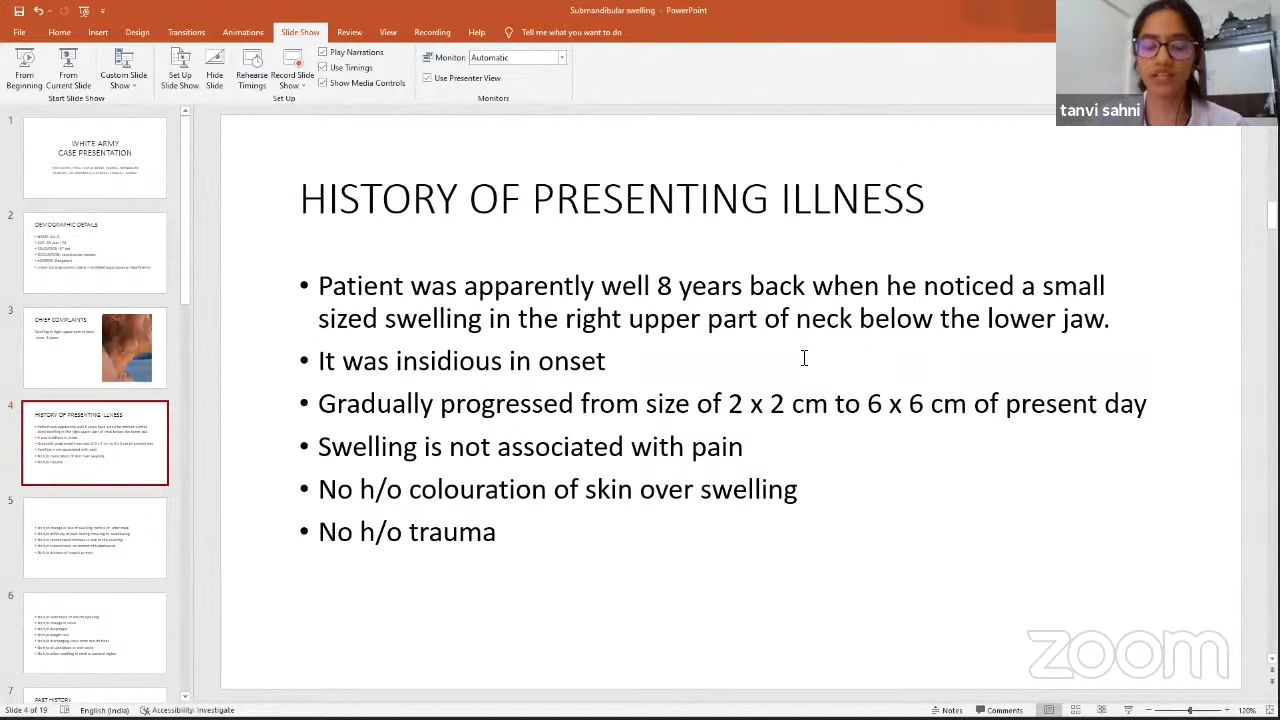 Submandibular swelling - PowerPoint
File Home Insert Design Transitions Animations Slide Show Review View Recording Help Tell me what you want to do
From Beginning
From Current Slide
Custom Slide Show
Set Up Slide Show
Hide Slide
Rehearse Timings
Record Slide Show
Play Narrations
Use Timings
Show Media Controls
Monitor: Automatic
Use Presenter View
Start Slide Show
Set Up
Monitors
tanvi sahni
1
WHITE ARMY
CASE PRESENTATION
2
DEMOGRAPHIC DETAILS
3
CHIEF COMPLAINTS
4
HISTORY OF PRESENTING ILLNESS
5
6
7
PAST HISTORY
HISTORY OF PRESENTING ILLNESS
• Patient was apparently well 8 years back when he noticed a small
sized swelling in the right upper part of neck below the lower jaw.
• It was insidious in onset
• Gradually progressed from size of 2 x 2 cm to 6 x 6 cm of present day
• Swelling is not associated with pain
• No h/o colouration of skin over swelling
• No h/o trauma
zoom
Slide 4 of 19 English (India) Accessibility: Investigate Notes Comments 120%